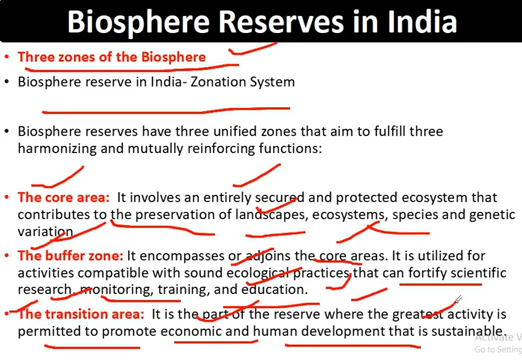 Biosphere Reserves in India
• Three zones of the Biosphere
• Biosphere reserve in India- Zonation System
• Biosphere reserves have three unified zones that aim to fulfill three
harmonizing and mutually reinforcing functions:
• The core area: It involves an entirely secured and protected ecosystem that
contributes to the preservation of landscapes, ecosystems, species and genetic
variation
• The buffer zone: It encompasses or adjoins the core areas. It is utilized for
activities compatible with sound ecological practices that can fortify scientific
research, monitoring, training, and education.
• The transition area: It is the part of the reserve where the greatest activity is
permitted to promote economic and human development that is sustainable.
Activate W
Go to Setting